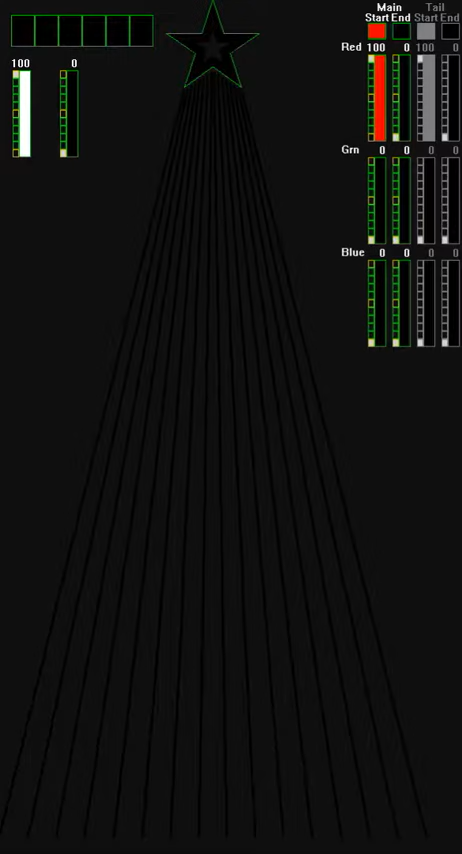 Main Tail
Start End Start End
Red 100 0 100 0
100 0
Grn 0 0 0 0
Blue 0 0 0 0